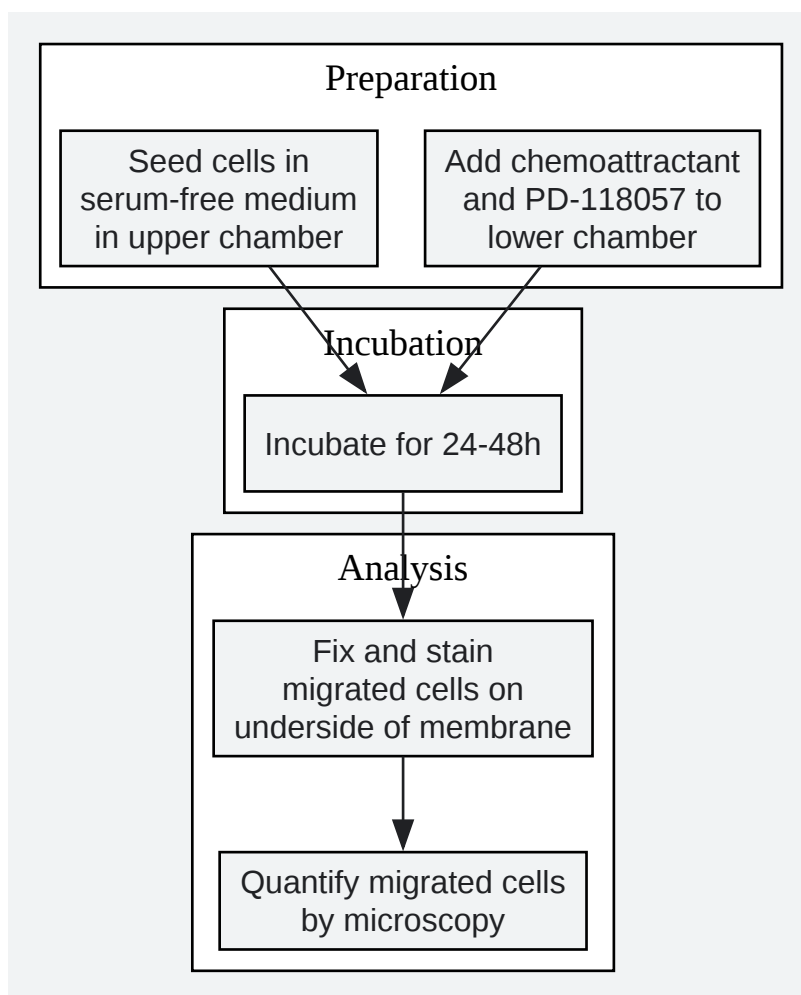 Preparation
Seed cells in
serum-free medium
in upper chamber
Add chemoattractant
and PD-118057 to
lower chamber
Incubation
Incubate for 24-48h
Analysis
Fix and stain
migrated cells on
underside of membrane
Quantify migrated cells
by microscopy